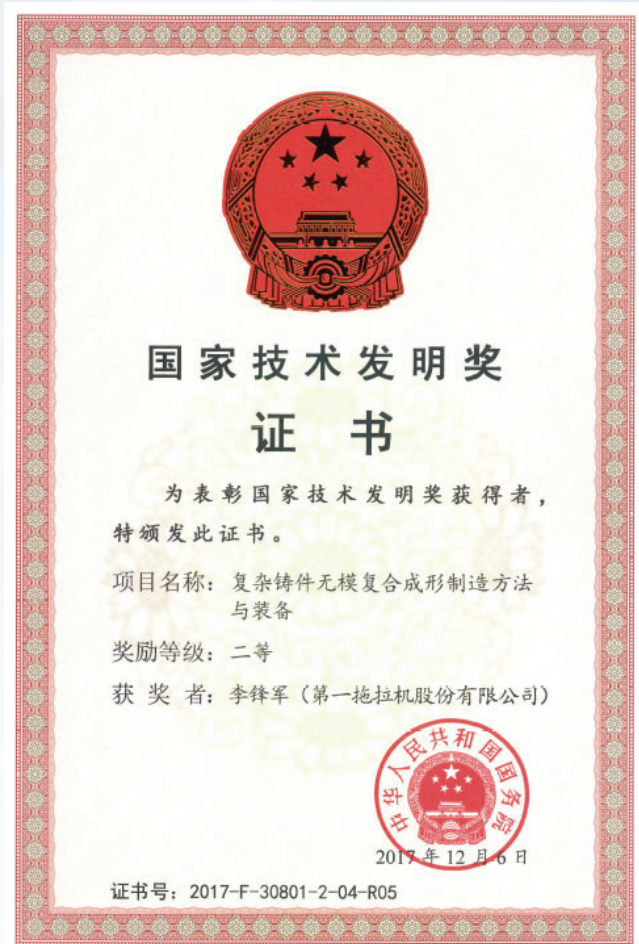 国家技术发明奖
证书
为表彰国家技术发明奖获得者，
特颁发此证书。
项目名称：复杂铸件无模复合成形制造方法
与装备
奖励等级：二等
获奖者：李锋军（第一拖拉机股份有限公司）
中华人民共和国国务院
2017年12月6日
证书号：2017-F-30801-2-04-R05